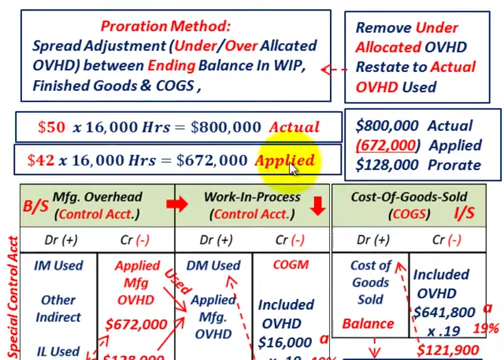 Proration Method:
Spread Adjustment (Under/Over Allcated
OVHD) between Ending Balance In WIP,
Finished Goods & COGS ,
Remove Under
Allocated OVHD
Restate to Actual
OVHD Used
$50 x 16,000 Hrs = $800,000 Actual
$42 x 16,000 Hrs = $672,000 Applied
$800,000 Actual
(672,000) Applied
$128,000 Prorate
B/S
Mfg. Overhead
(Control Acct.)
Work-In-Process
(Control Acct.)
Cost-Of-Goods-Sold
(COGS) I/S
Dr (+)
Cr (-)
Dr (+)
Cr (-)
Dr (+)
Cr (-)
Special Control Acct
IM Used
Other
Indirect
IL Used
Applied
Mfg
OVHD
$672,000
$128,000
Used
DM Used
Applied
Mfg.
OVHD
COGM
Included
OVHD
$16,000
a
x .19
19%
Cost of
Goods
Sold
Balance
Included
OVHD
$641,800
x .19
a
19%
$121,900